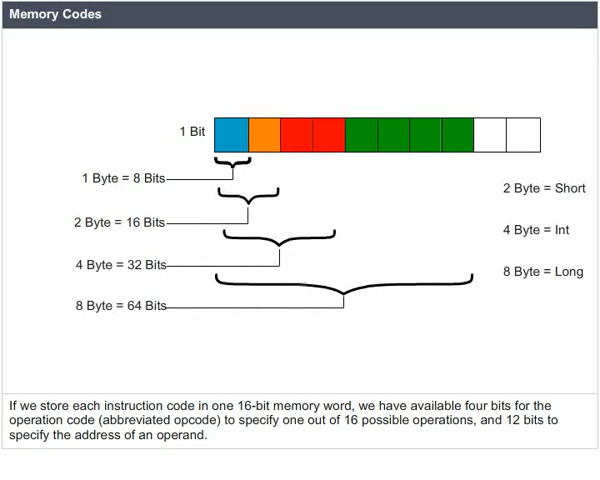 Memory Codes
1 Bit
1 Byte = 8 Bits
2 Byte = Short
2 Byte = 16 Bits
4 Byte = Int
4 Byte = 32 Bits
8 Byte = Long
8 Byte = 64 Bits
If we store each instruction code in one 16-bit memory word, we have available four bits for the
operation code (abbreviated opcode) to specify one out of 16 possible operations, and 12 bits to
specify the address of an operand.